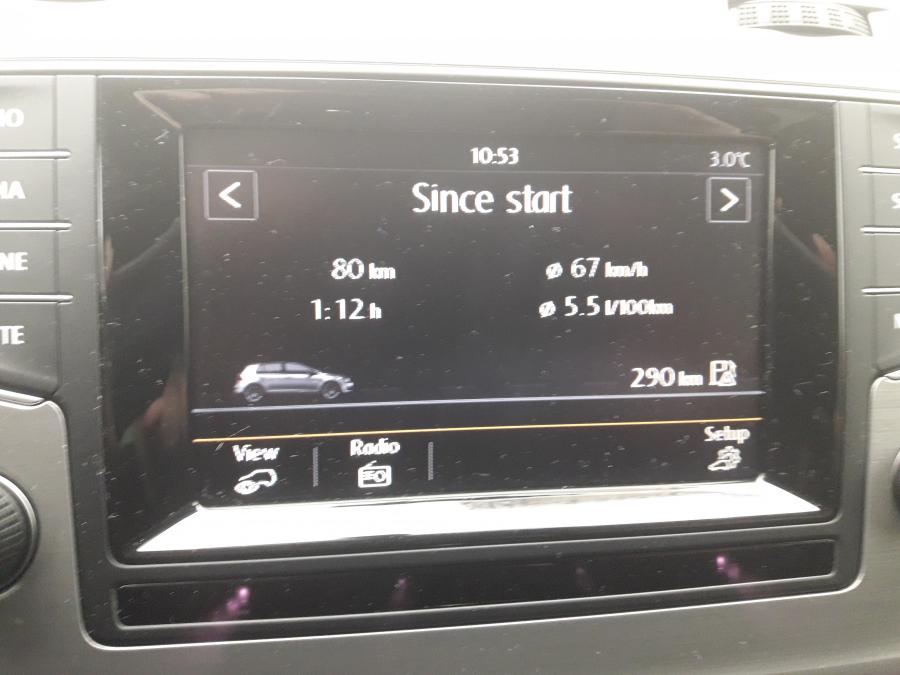 10:53
3.0°C
Since start
80 km
ø 67 km/h
1:12 h
ø 5.5 l/100km
290 km
View
Radio
Setup